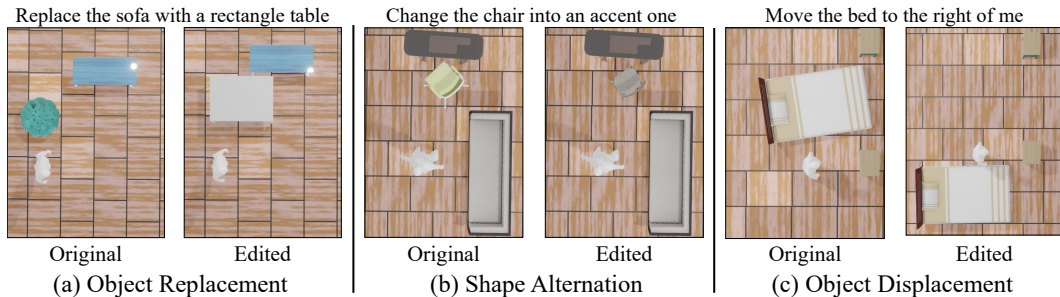 Replace the sofa with a rectangle table
Original
Edited
(a) Object Replacement
Change the chair into an accent one
Original
Edited
(b) Shape Alternation
Move the bed to the right of me
Original
Edited
(c) Object Displacement